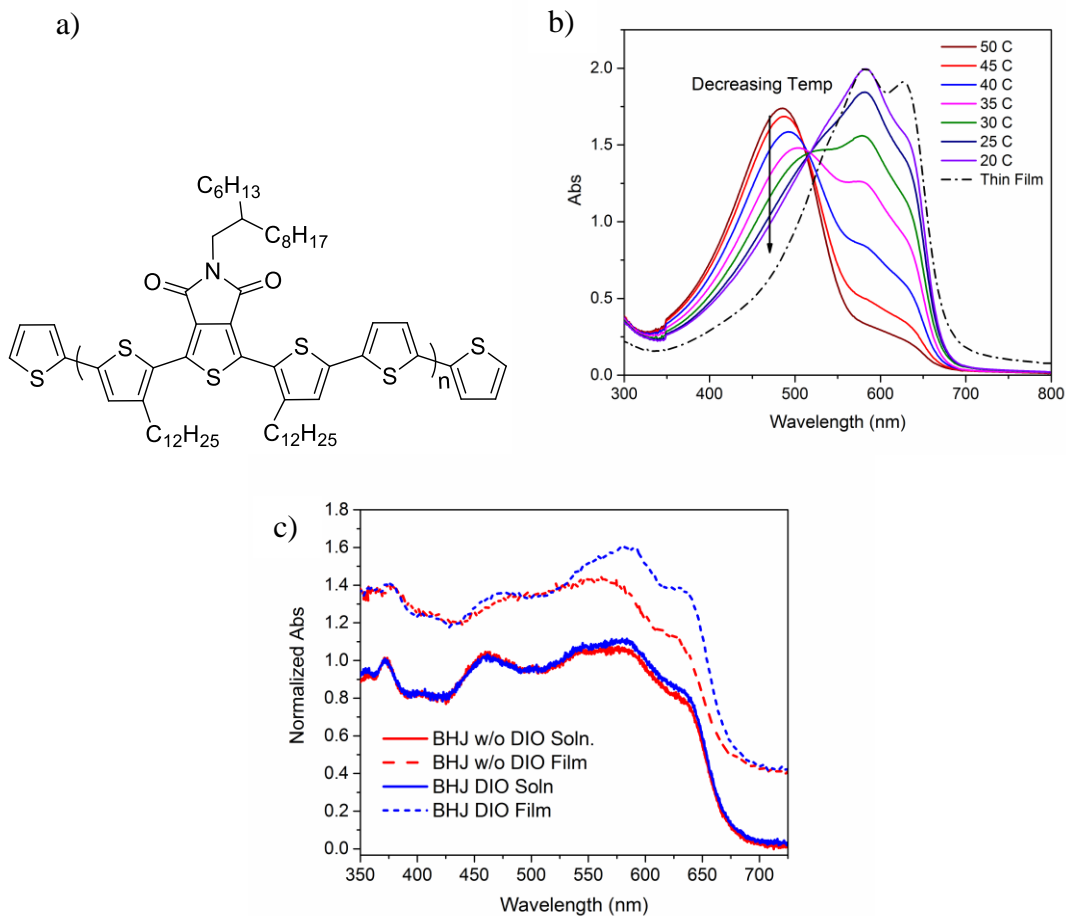 a)
C6H13
C8H17
O
N
O
S
S
S
S
S
S
( )n
C12H25
C12H25
b)
Decreasing Temp
50 C
45 C
40 C
35 C
30 C
25 C
20 C
Thin Film
2.0
1.5
1.0
0.5
0.0
Abs
300 400 500 600 700 800
Wavelength (nm)
c)
1.8
1.6
1.4
1.2
1.0
0.8
0.6
0.4
0.2
0.0
Normalized Abs
BHJ w/o DIO Soln.
BHJ w/o DIO Film
BHJ DIO Soln
BHJ DIO Film
350 400 450 500 550 600 650 700
Wavelength (nm)